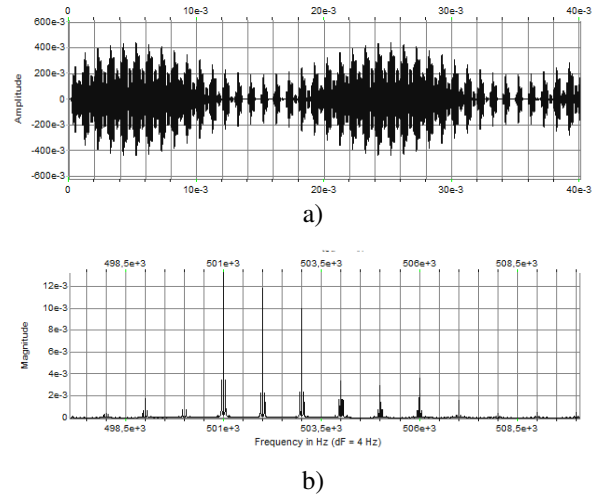 0 10e-3 20e-3 30e-3 40e-3
600e-3
400e-3
200e-3
0
-200e-3
-400e-3
-600e-3
Amplitude
0 10e-3 20e-3 30e-3 40e-3
a)
498,5e+3 501e+3 503,5e+3 506e+3 508,5e+3
12e-3
10e-3
8e-3
6e-3
4e-3
2e-3
0
Magnitude
498,5e+3 501e+3 503,5e+3 506e+3 508,5e+3
Frequency in Hz (dF = 4 Hz)
b)